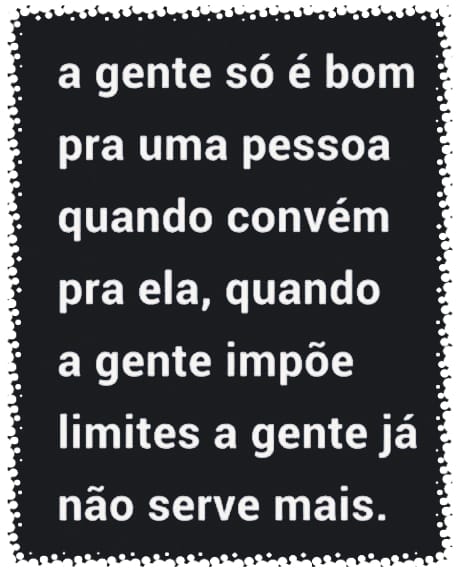 a gente só é bom
pra uma pessoa
quando convém
pra ela, quando
a gente impõe
limites a gente já
não serve mais.